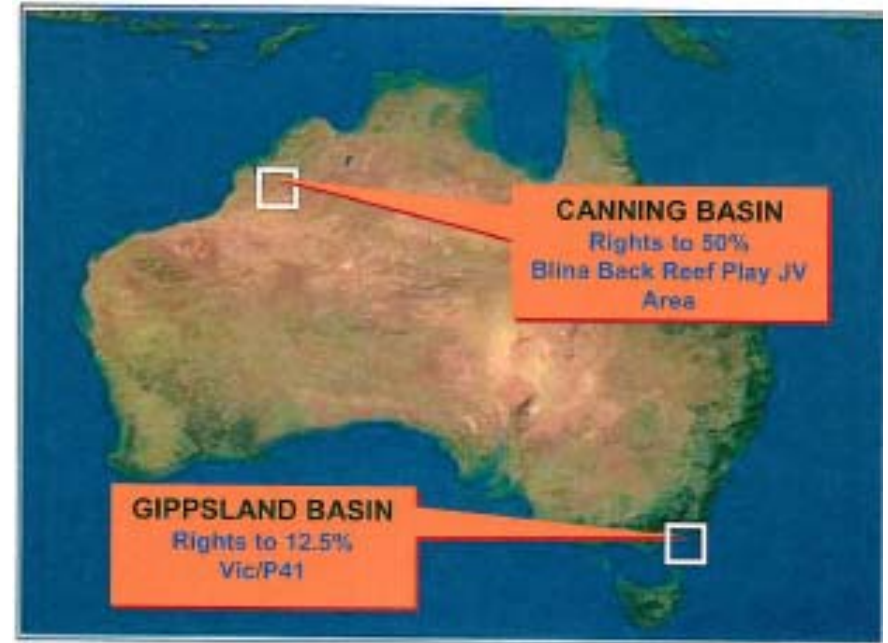 CANNING BASIN
Rights to 50%
Blina Back Reef Play JV
Area
GIPPSLAND BASIN
Rights to 12.5%
Vic/P41